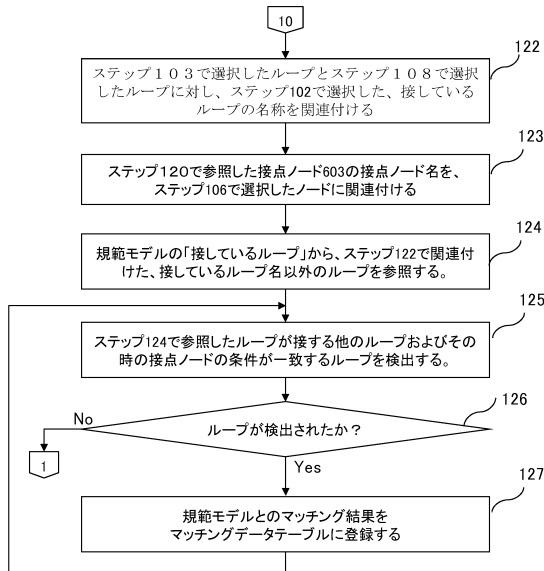 10
122
ステップ１０３で選択したループとステップ１０８で選択
したループに対し、ステップ102で選択した、接している
ループの名称を関連付ける
123
ステップ120で参照した接点ノード603の接点ノード名を、
ステップ106で選択したノードに関連付ける
124
規範モデルの「接しているループ」から、ステップ122で関連付
けた、接しているループ名以外のループを参照する。
125
ステップ124で参照したループが接する他のループおよびその
時の接点ノードの条件が一致するループを検出する。
126
No
ループが検出されたか？
1
Yes
127
規範モデルとのマッチング結果を
マッチングデータテーブルに登録する